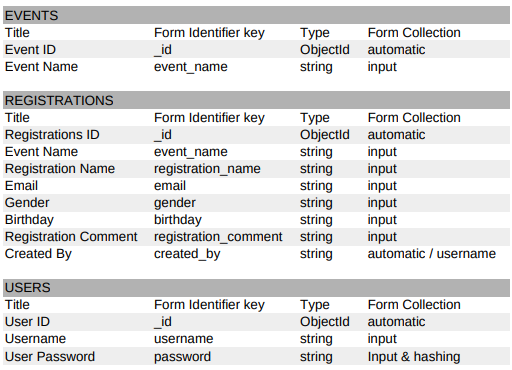 EVENTS
Title Form Identifier key Type Form Collection
Event ID _id ObjectId automatic
Event Name event_name string input
REGISTRATIONS
Title Form Identifier key Type Form Collection
Registrations ID _id ObjectId automatic
Event Name event_name string input
Registration Name registration_name string input
Email email string input
Gender gender string input
Birthday birthday string input
Registration Comment registration_comment string input
Created By created_by string automatic / username
USERS
Title Form Identifier key Type Form Collection
User ID _id ObjectId automatic
Username username string input
User Password password string Input & hashing